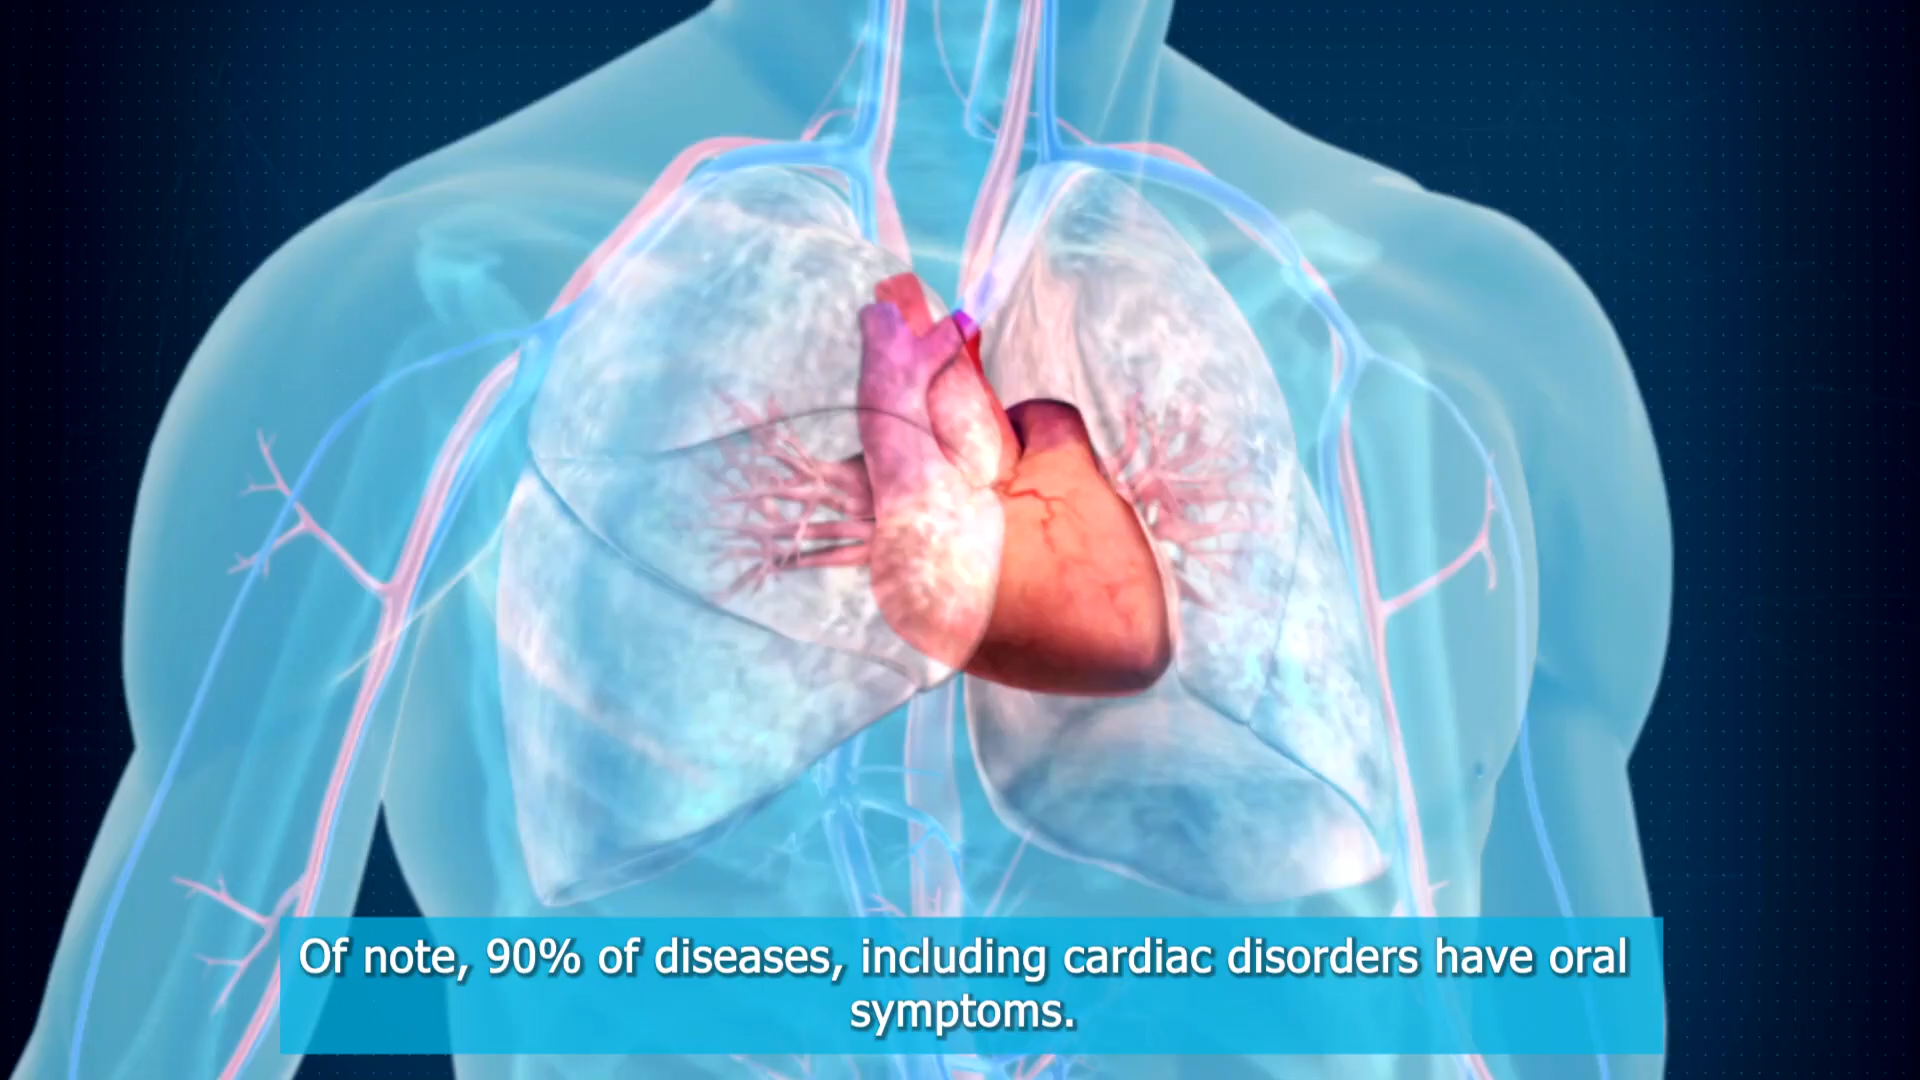 Of note, 90% of diseases, including cardiac disorders have oral
symptoms.